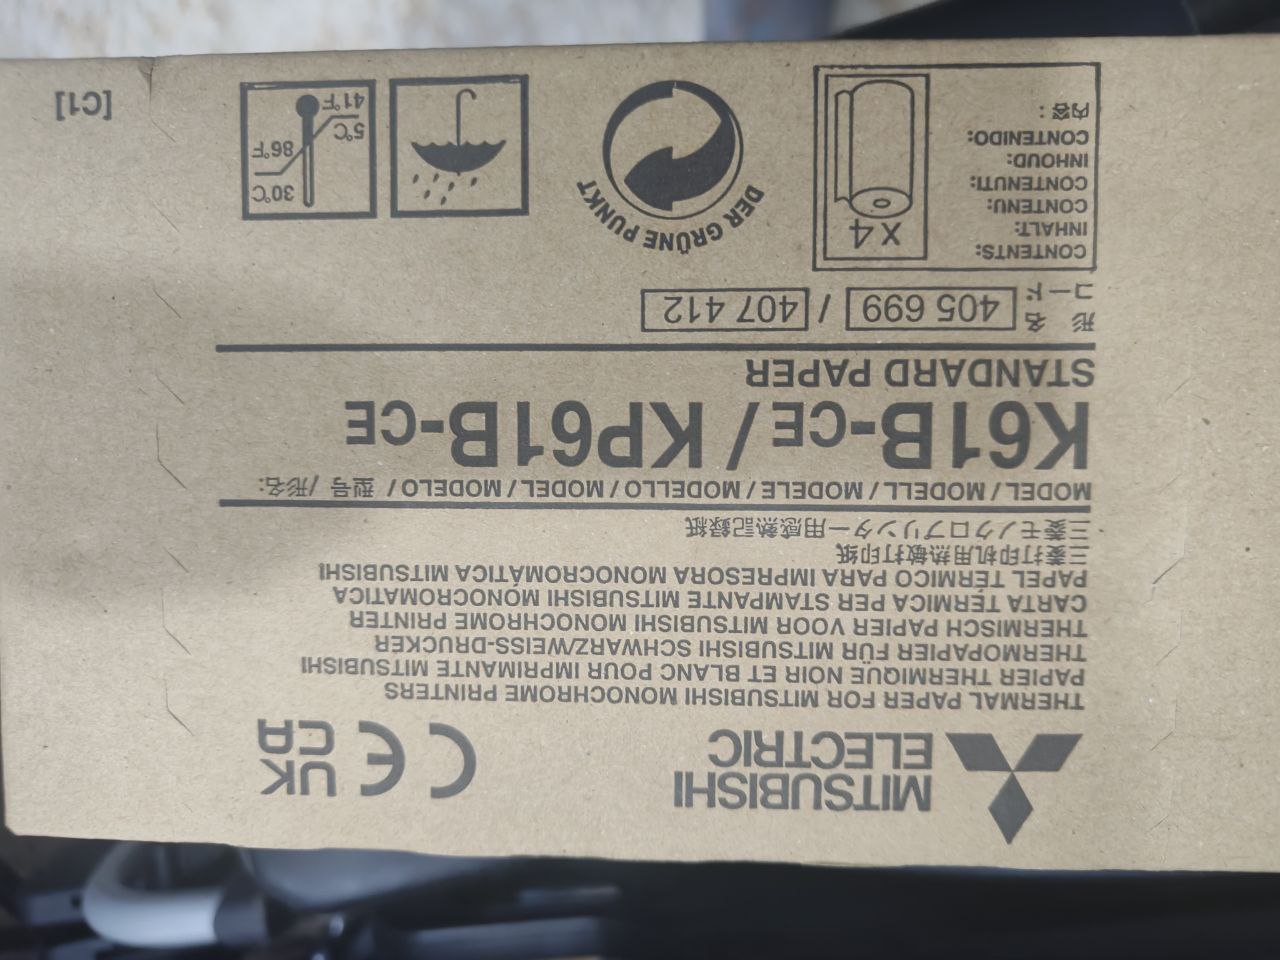 MITSUBISHI
ELECTRIC
CE
UK
CA
THERMAL PAPER FOR MITSUBISHI MONOCHROME PRINTERS
PAPIER THERMIQUE NOIR ET BLANC POUR IMPRIMANTE MITSUBISHI
THERMOPAPIER FÜR MITSUBISHI SCHWARZ/WEISS-DRUCKER
THERMISCH PAPIER VOOR MITSUBISHI MONOCHROME PRINTER
CARTA TÉRMICA PER STAMPANTE MITSUBISHI MONÓCROMATICA
PAPEL TÉRMICO PARA IMPRESORA MONOCROMÁTICA MITSUBISHI
三菱打印机用热敏打印纸
三菱モノクロプリンター用感熱記録紙
MODEL / MODELL / MODELE / MODELLO / MODEL / MODELO / 型号 / 形名:
K61B-CE / KP61B-CE
STANDARD PAPER
形名 コード 405 699 / 407 412
CONTENTS:
INHALT:
CONTENU:
CONTENUTI:
INHOUD:
CONTENIDO:
内容:
X 4
DER GRÜNE PUNKT
30°C
86°F
5°C
41°F
[C1]